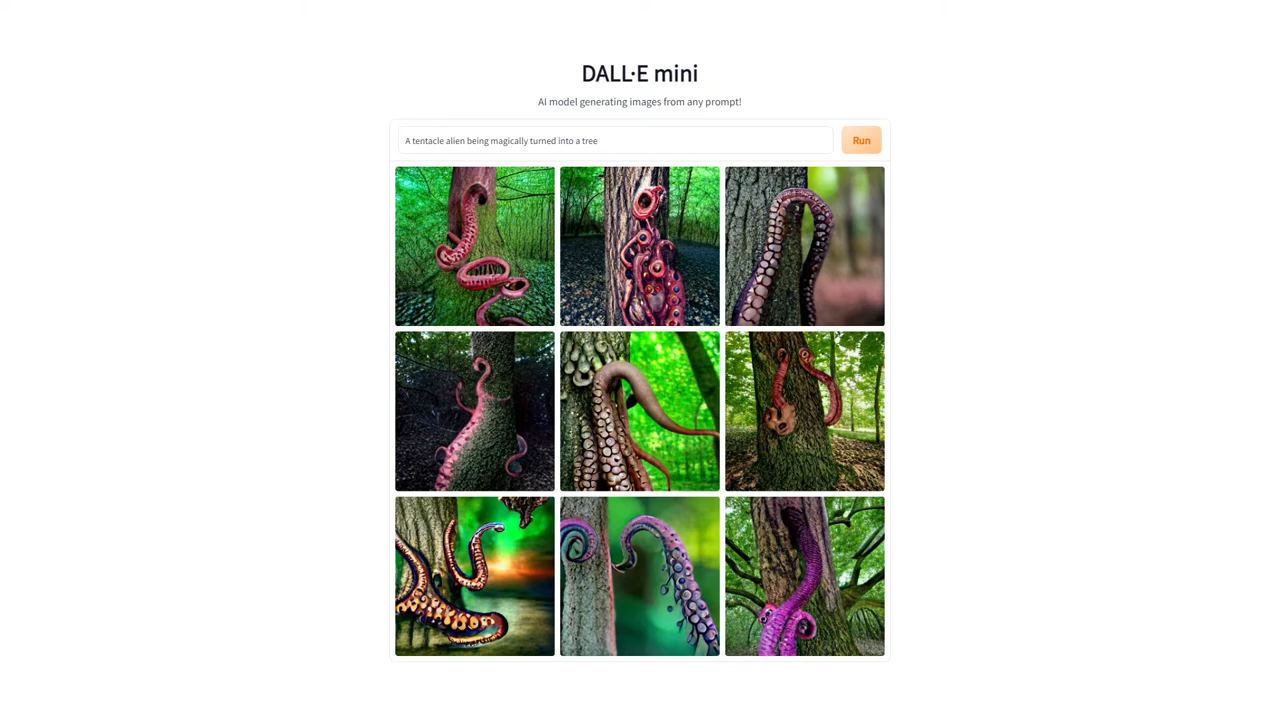 DALL·E mini
AI model generating images from any prompt!
A tentacle alien being magically turned into a tree
Run